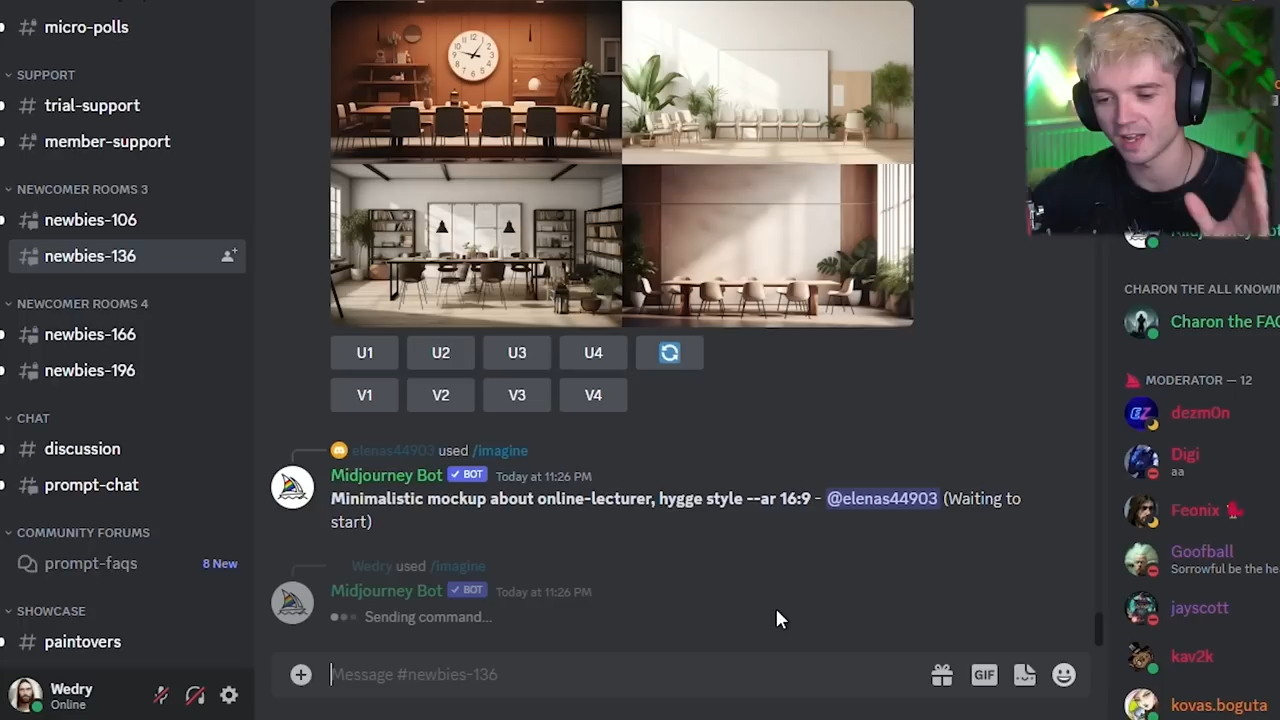 micro-polls
SUPPORT
trial-support
member-support
NEWCOMER ROOMS 3
newbies-106
newbies-136
NEWCOMER ROOMS 4
newbies-166
newbies-196
CHAT
discussion
prompt-chat
COMMUNITY FORUMS
prompt-faqs 8 New
SHOWCASE
paintovers
Wedry
Online
U1 U2 U3 U4
V1 V2 V3 V4
elenas44903 used /imagine
Midjourney Bot BOT Today at 11:26 PM
Minimalistic mockup about online-lecturer, hygge style --ar 16:9 - @elenas44903 (Waiting to
start)
Wedry used /imagine
Midjourney Bot BOT Today at 11:26 PM
Sending command...
Message #newbies-136
GIF
CHARON THE ALL KNOWIN
Charon the FAQ
MODERATOR — 12
dezm0n
Digi
aa
Feonix
Goofball
Sorrowful be the hea
jayscott
kav2k
kovas.boguta